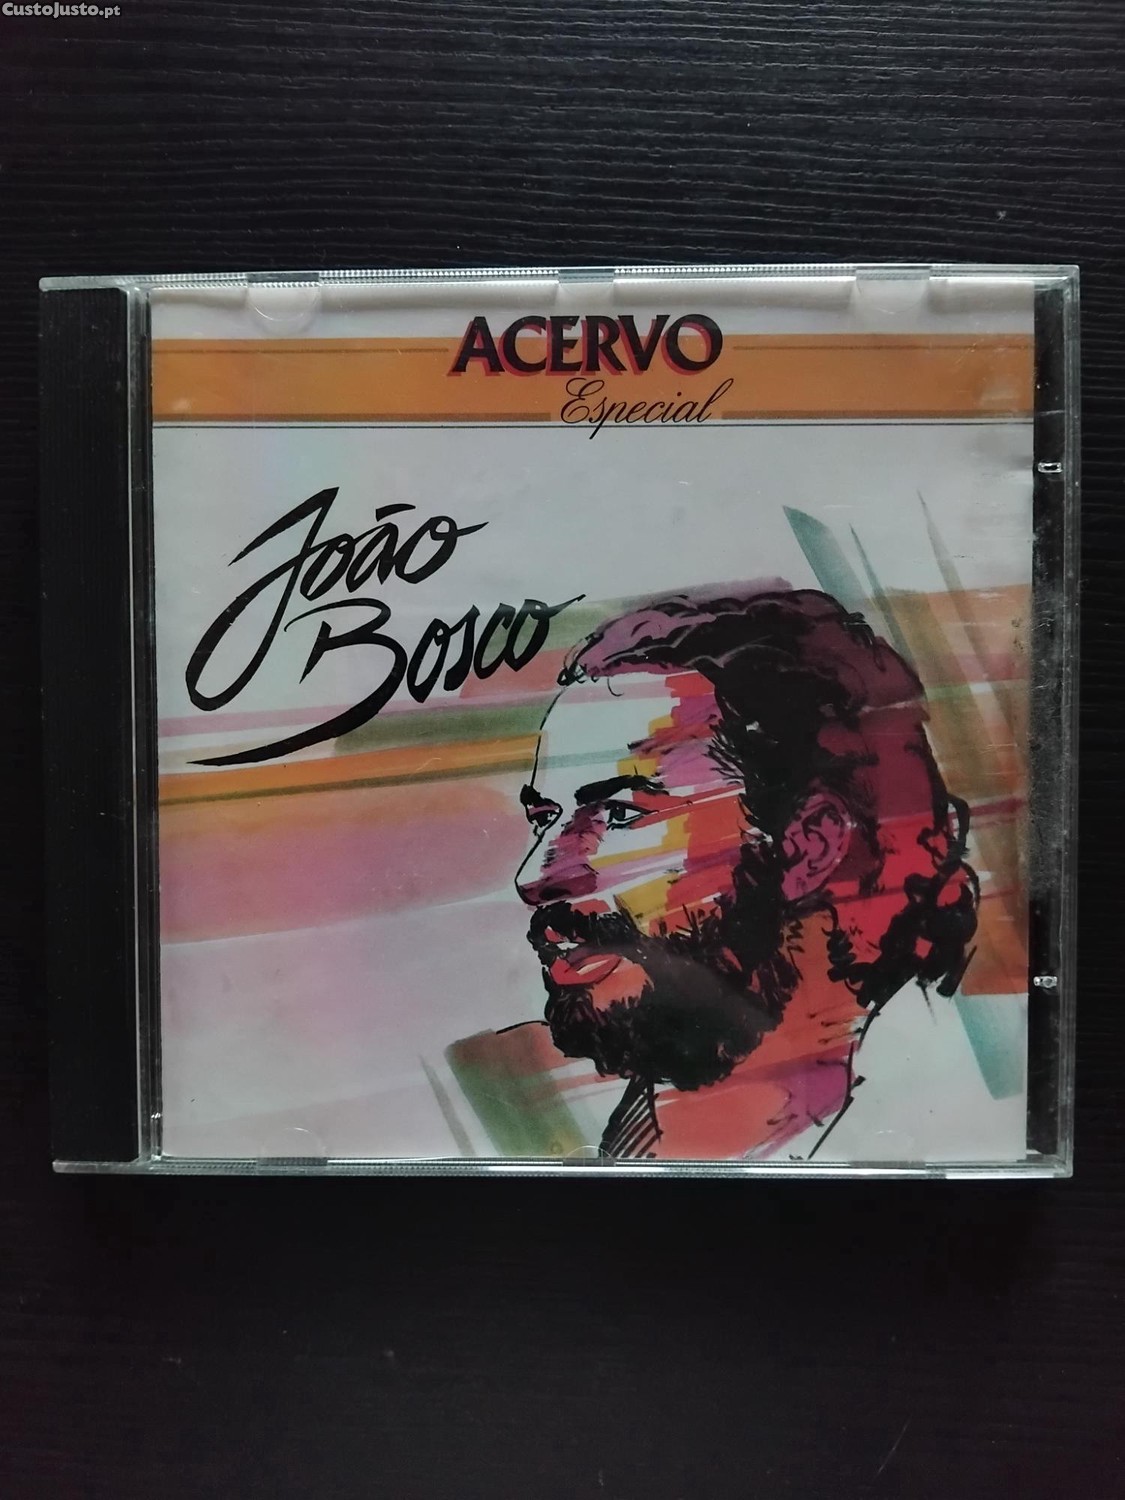 CustoJusto.pt
ACERVO
Especial
João
Bosco